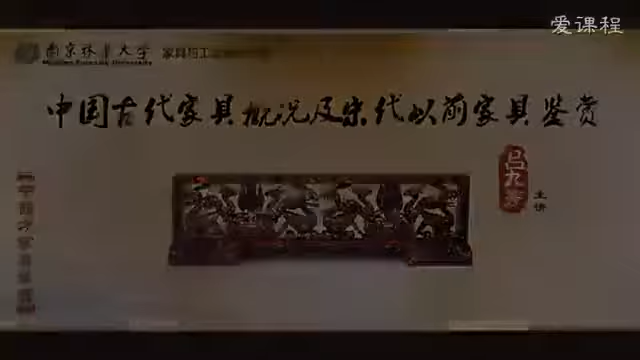 爱课程
南京林业大学
中国古代家具概况及宋代以前家具鉴赏
吕九芳
主讲